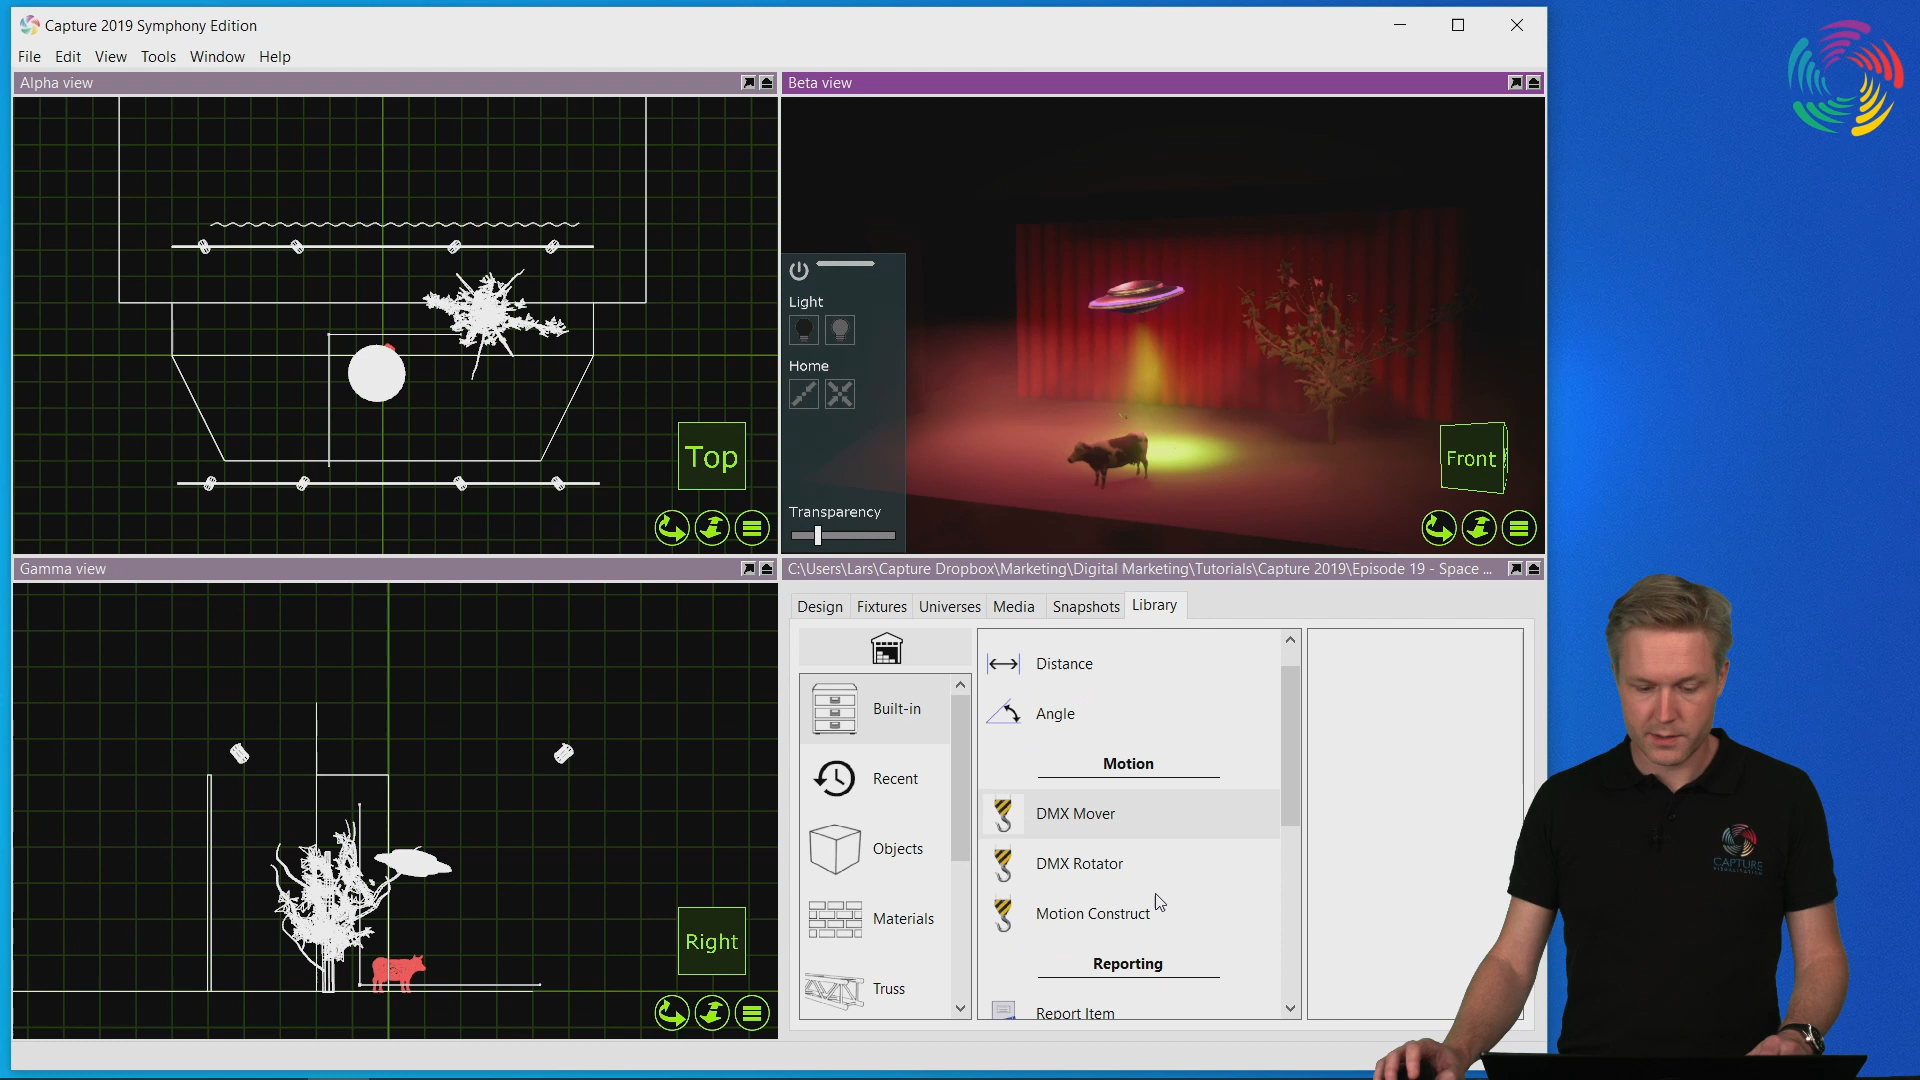 Capture 2019 Symphony Edition
File Edit View Tools Window Help
Alpha view
Top
Beta view
Light
Home
Transparency
Front
Gamma view
Right
C:\Users\Lars\Capture Dropbox\Marketing\Digital Marketing\Tutorials\Capture 2019\Episode 19 - Space ...
Design Fixtures Universes Media Snapshots Library
Built-in
Recent
Objects
Materials
Truss
Distance
Angle
Motion
DMX Mover
DMX Rotator
Motion Construct
Reporting
Report Item
CAPTURE
VISUALISATION